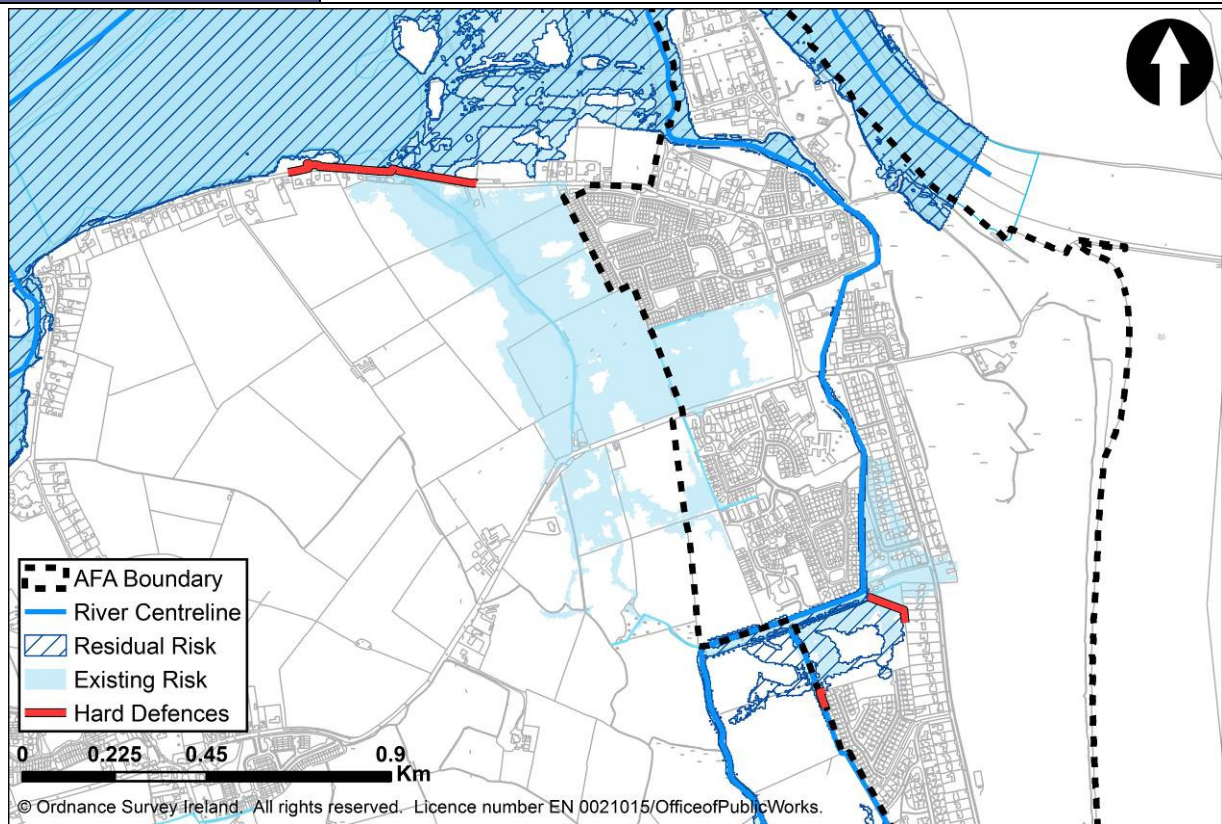 AFA Boundary
River Centreline
Residual Risk
Existing Risk
Hard Defences
0 0.225 0.45 0.9
Km
© Ordnance Survey Ireland. All rights reserved. Licence number EN 0021015/OfficeofPublicWorks.